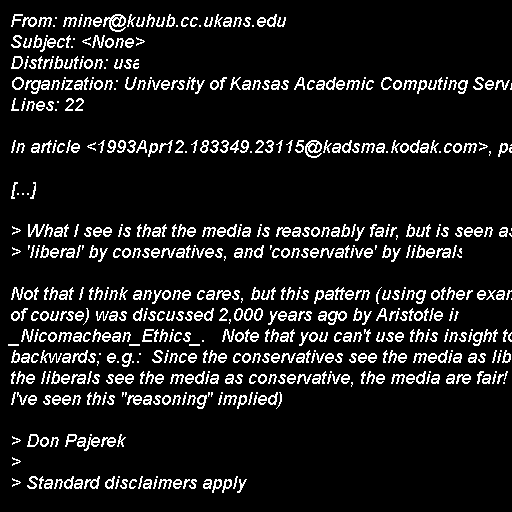 From: miner@kuhub.cc.ukans.edu
Subject: <None>
Distribution: usa
Organization: University of Kansas Academic Computing
Lines: 22
In article <1993Apr12.183349.23115@kadsma.kodak.com>,
[...]
> What I see is that the media is reasonably fair, but is seen as
> 'liberal' by conservatives, and 'conservative' by liberals
Not that I think anyone cares, but this pattern (using other
of course) was discussed 2,000 years ago by Aristotle in
_Nicomachean_Ethics_.   Note that you can't use this insight to
backwards; e.g.:  Since the conservatives see the media as
the liberals see the media as conservative, the media are fair!
I've seen this "reasoning" implied)
> Don Pajerek
>
> Standard disclaimers apply